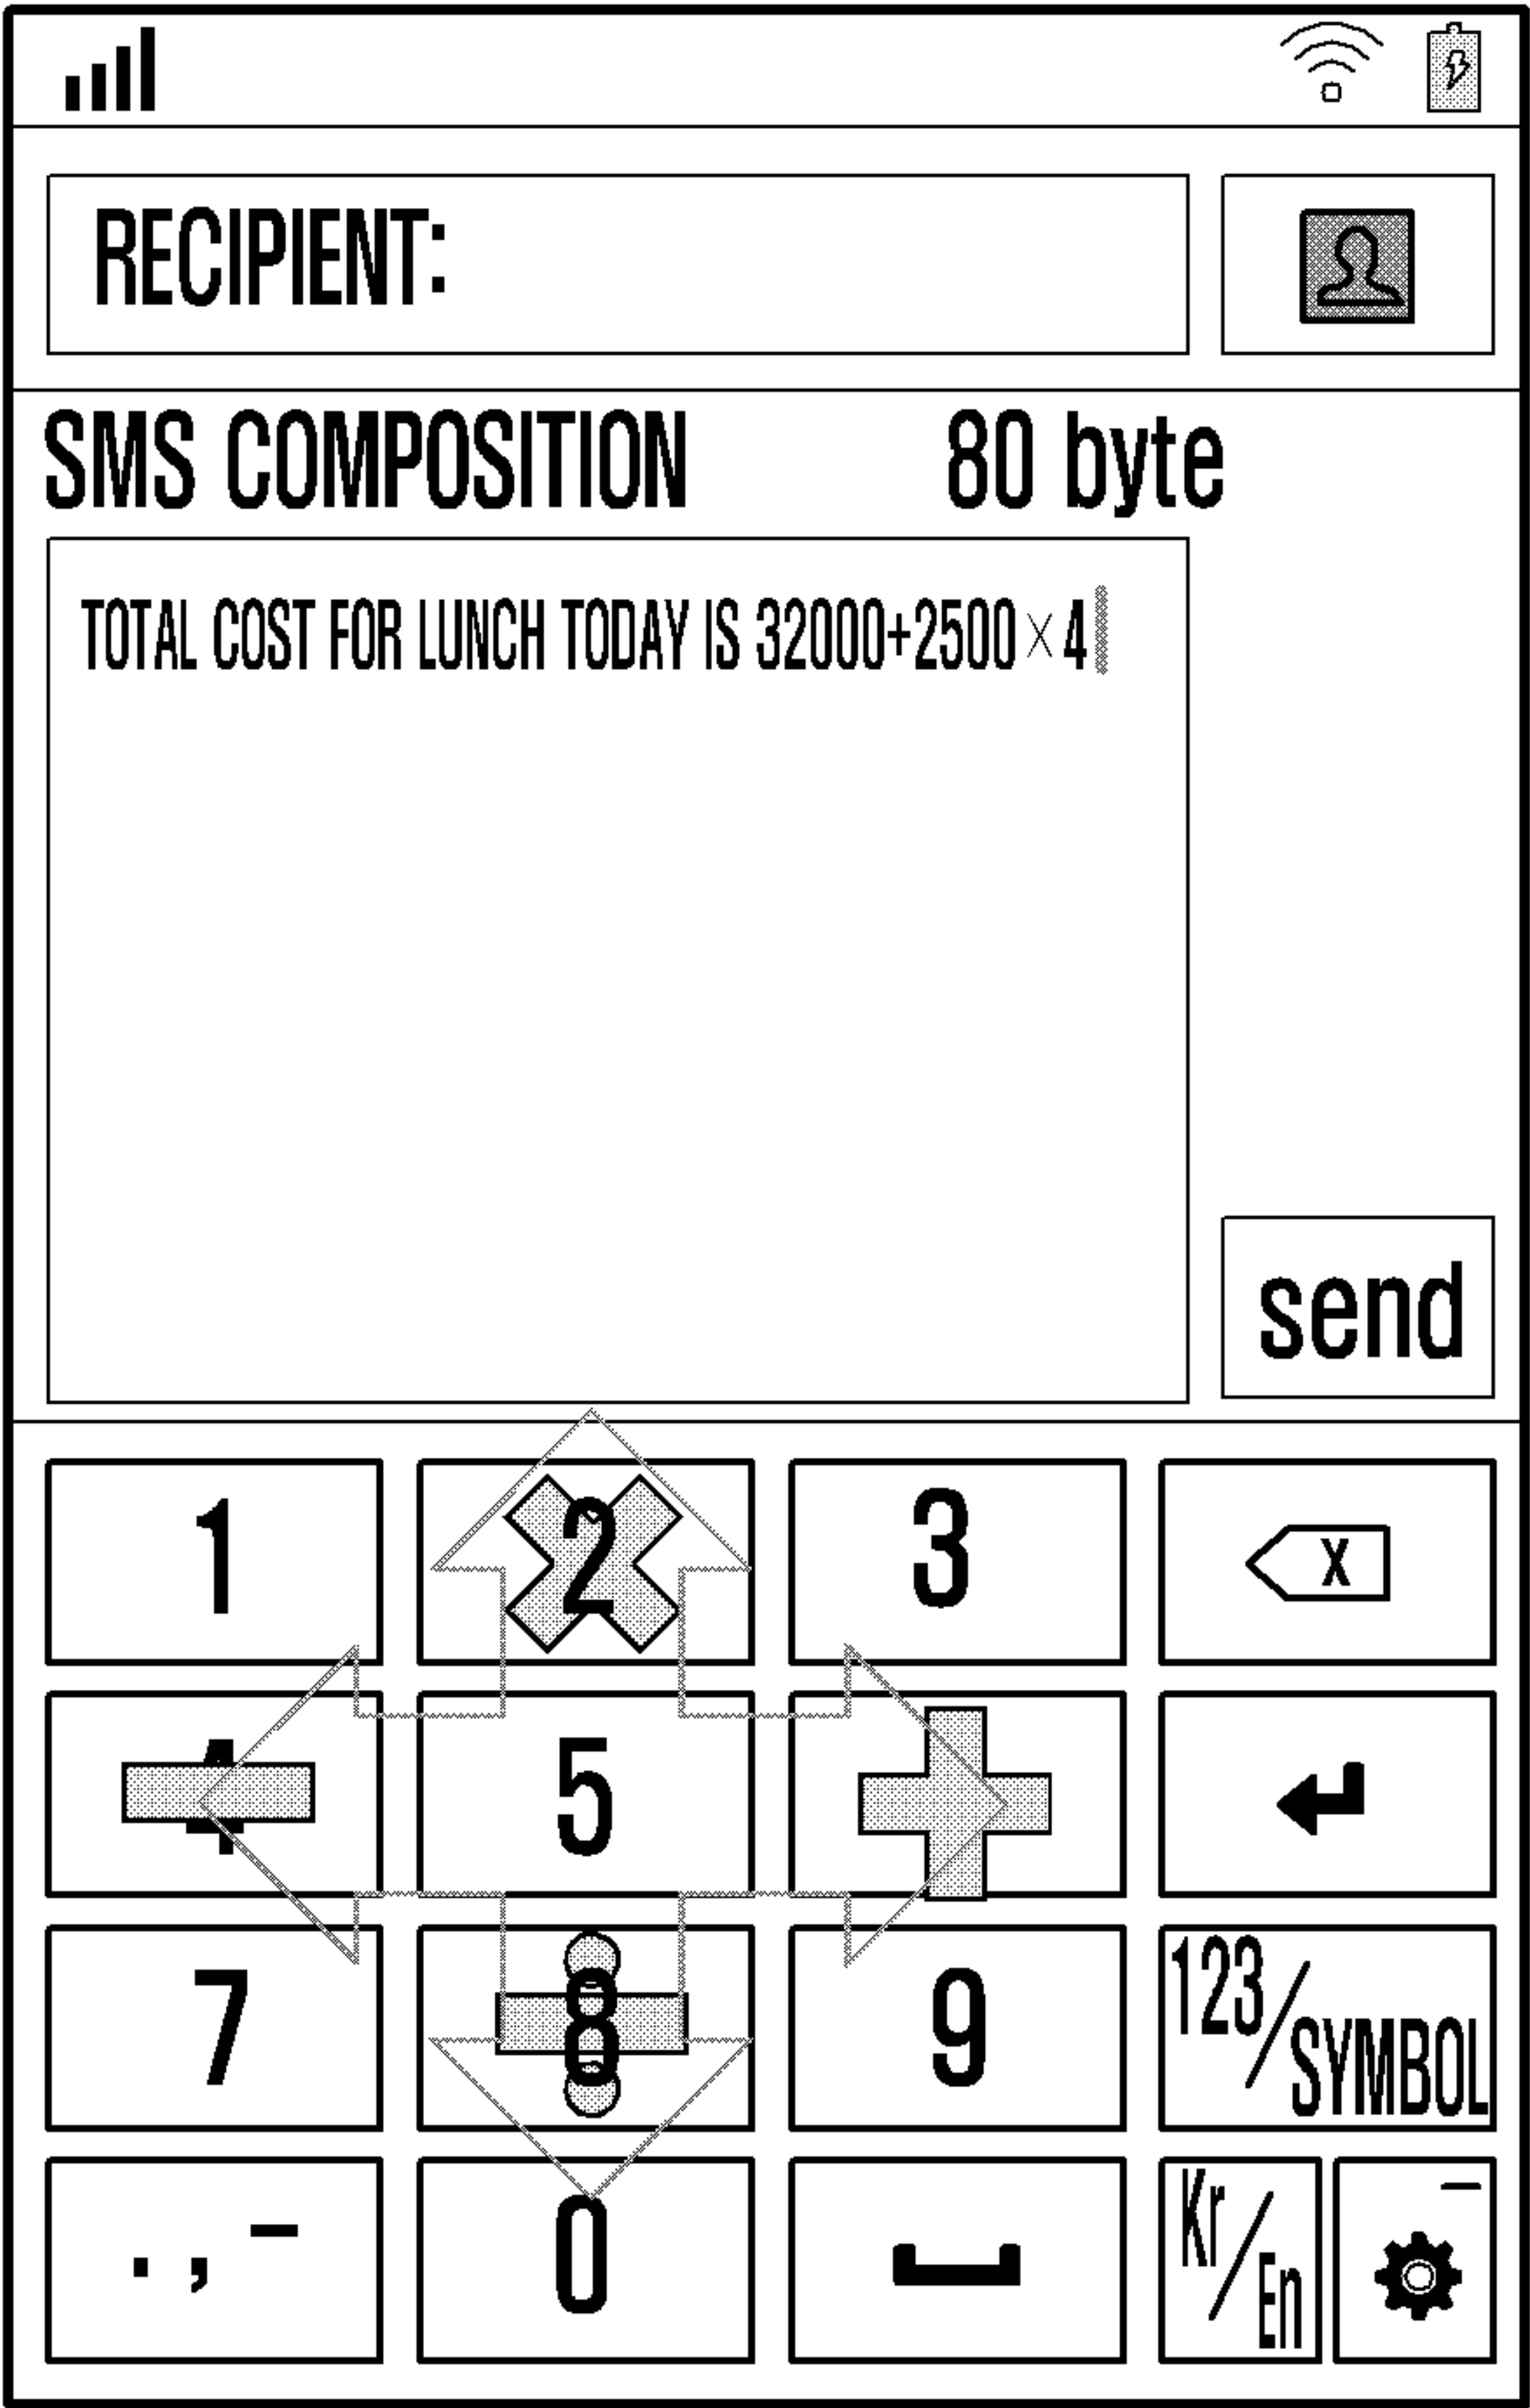 RECIPIENT:
SMS COMPOSITION 80 byte
TOTAL COST FOR LUNCH TODAY IS 32000+2500×4
send
1 2 3 X
4 5
7 8 9 123/SYMBOL
. , - 0 Kr/En